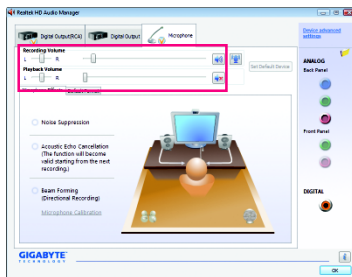 Realtek HD Audio Manager
Digital Output(RCA)
Digital Output
Microphone
Device advanced
settings
Recording Volume
L
R
Set Default Device
Playback Volume
L
R
Microphone Effects
Default Format
ANALOG
Back Panel
Front Panel
DIGITAL
Noise Suppression
Acoustic Echo Cancellation
(The function will become
valid starting from the next
recording.)
Beam Forming
(Directional Recording)
Microphone Calibration
GIGABYTE
TECHNOLOGY
i
OK